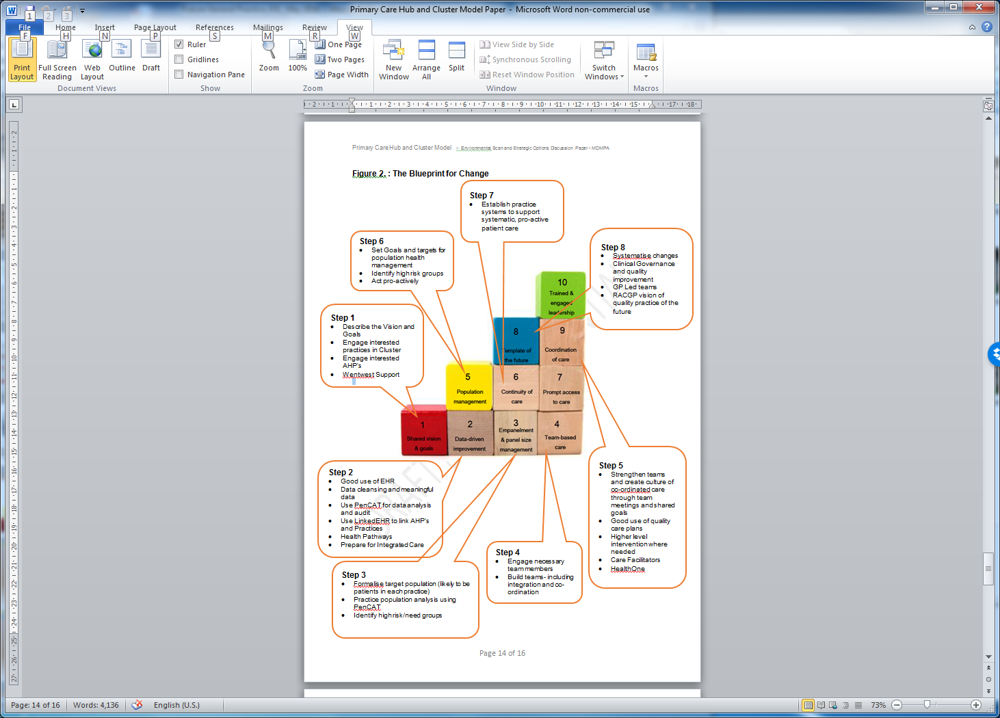 Primary Care Hub and Cluster Model Paper - Microsoft Word non-commercial use
1 2 3
File Home Insert Page Layout References Mailings Review View
F H N P S M R W
Print Layout
Full Screen Reading
Web Layout
Outline
Draft
Document Views
Ruler
Gridlines
Navigation Pane
Show
Zoom
100%
One Page
Two Pages
Page Width
Zoom
New Window
Arrange All
Split
View Side by Side
Synchronous Scrolling
Reset Window Position
Window
Switch Windows
Macros
Macros
Primary Care Hub and Cluster Model - Environmental Scan and Strategic Options Discussion Paper - MDMPA
Figure 2. : The Blueprint for Change
Step 7
• Establish practice
systems to support
systematic, pro-active
patient care
Step 6
• Set Goals and targets for
population health
management
• Identify high risk groups
• Act pro-actively
Step 8
• Systematise changes
• Clinical Governance
and quality
improvement
• GP Led teams
• RACGP vision of
quality practice of the
future
Step 1
• Describe the Vision and
Goals
• Engage interested
practices in Cluster
• Engage interested
AHP's
• Wentwest Support
10
Trained &
engaged
leadership
8
Template of
the future
9
Coordination
of care
5
Population
management
6
Continuity of
care
7
Prompt access
to care
1
Shared vision
& goals
2
Data-driven
improvement
3
Empanelment
& panel size
management
4
Team-based
care
Step 2
• Good use of EHR
• Data cleansing and meaningful
data
• Use PenCAT for data analysis
and audit
• Use LinkedEHR to link AHP's
and Practices
• Health Pathways
• Prepare for Integrated Care
Step 3
• Formalise target population (likely to be
patients in each practice)
• Practice population analysis using
PenCAT
• Identify high risk/need groups
Step 4
• Engage necessary
team members
• Build teams- including
integration and co-
ordination
Step 5
• Strengthen teams
and create culture of
co-ordinated care
through team
meetings and shared
goals
• Good use of quality
care plans
• Higher level
intervention where
needed
• Care Facilitators
• HealthOne
Page 14 of 16
Page: 14 of 16 Words: 4,136 English (U.S.) 73%